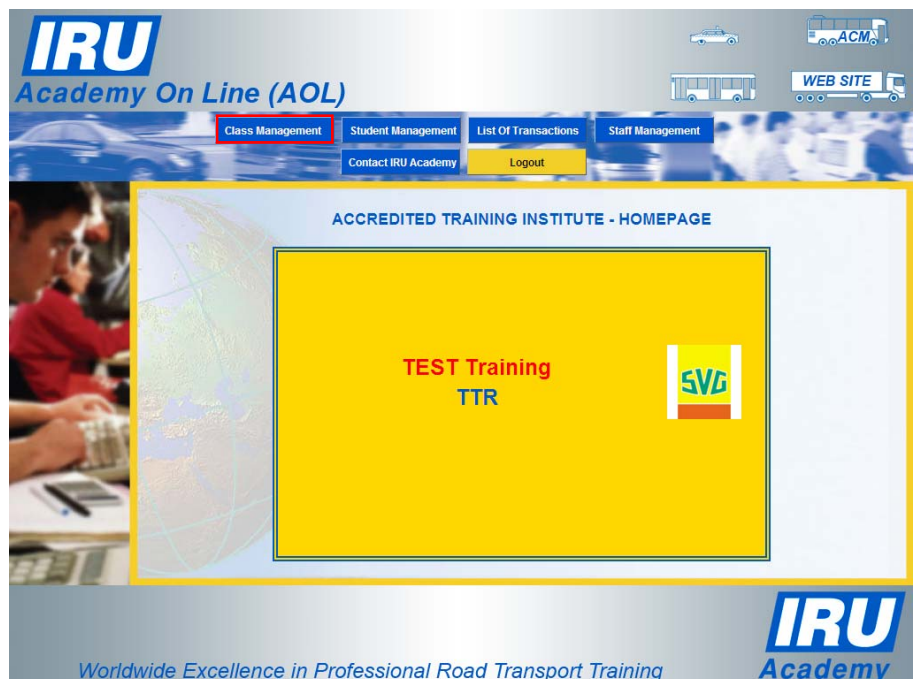 IRU
Academy On Line (AOL)
ACM
WEB SITE
Class Management
Student Management
List Of Transactions
Staff Management
Contact IRU Academy
Logout
ACCREDITED TRAINING INSTITUTE - HOMEPAGE
TEST Training
TTR
SVG
IRU
Academy
Worldwide Excellence in Professional Road Transport Training